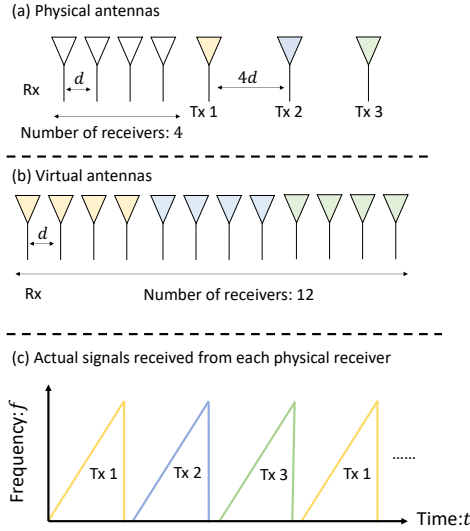 (a) Physical antennas
d
4d
Rx
Tx 1
Tx 2
Tx 3
Number of receivers: 4
(b) Virtual antennas
d
Rx
Number of receivers: 12
(c) Actual signals received from each physical receiver
Frequency:f
Tx 1
Tx 2
Tx 3
Tx 1
......
Time:t